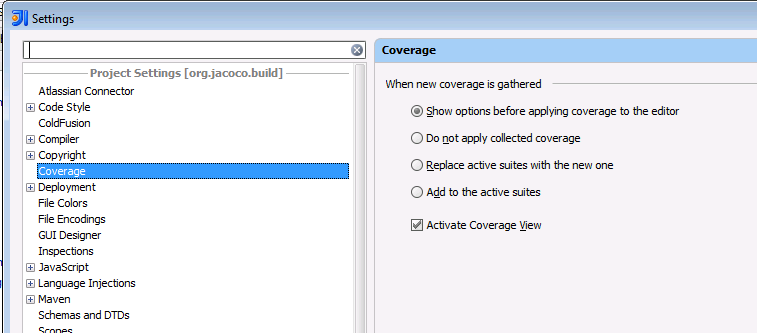 Settings
Project Settings [org.jacoco.build]
Atlassian Connector
Code Style
ColdFusion
Compiler
Copyright
Coverage
Deployment
File Colors
File Encodings
GUI Designer
Inspections
JavaScript
Language Injections
Maven
Schemas and DTDs
Scopes
Coverage
When new coverage is gathered
Show options before applying coverage to the editor
Do not apply collected coverage
Replace active suites with the new one
Add to the active suites
Activate Coverage View